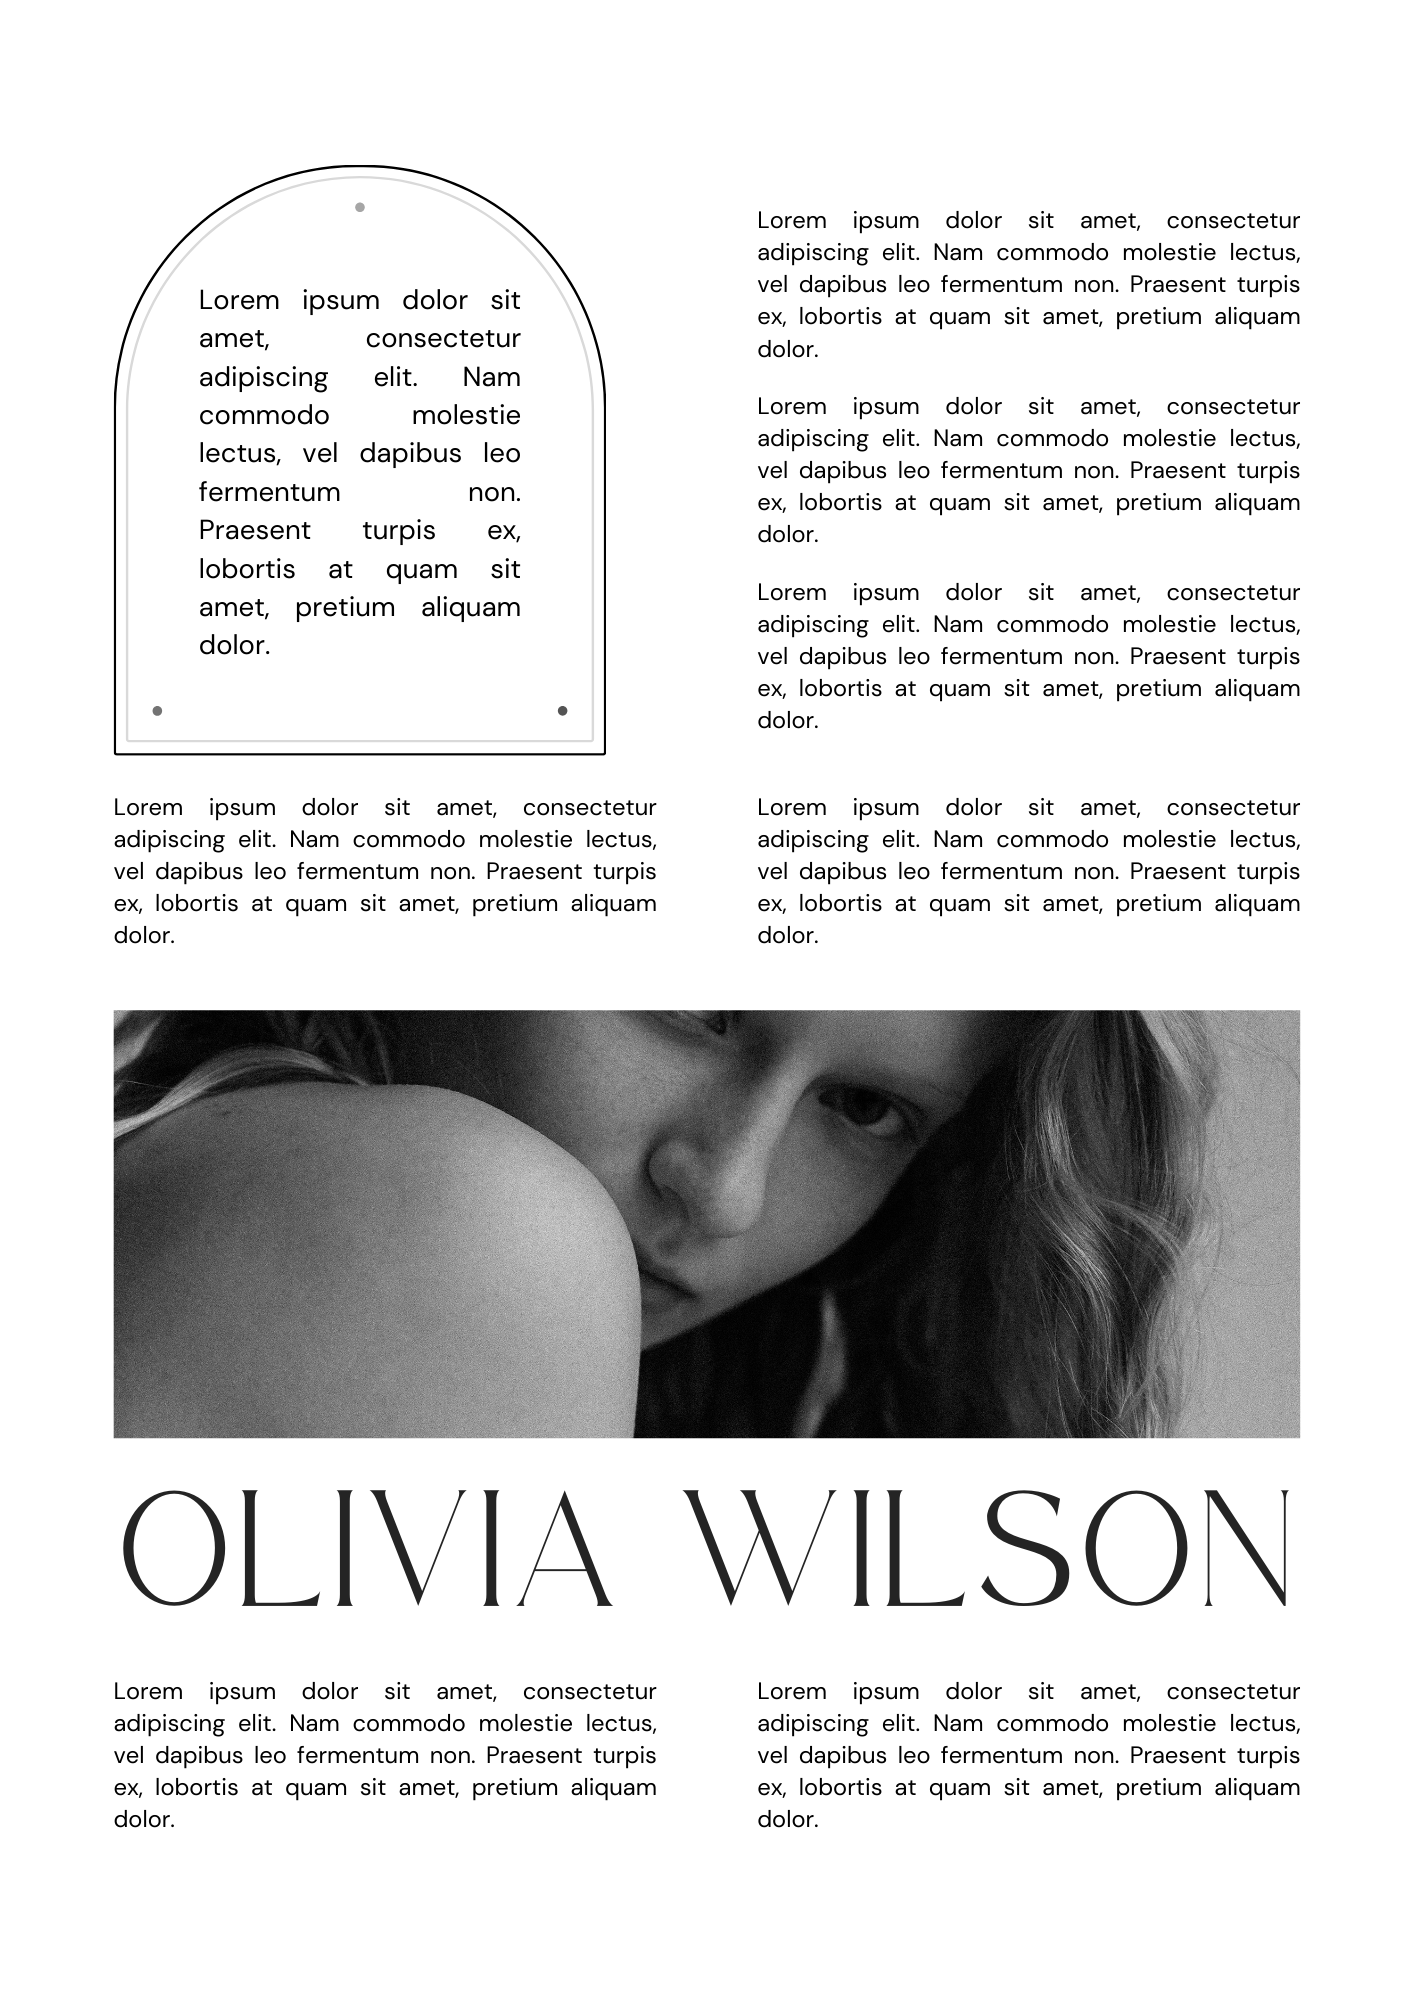 Lorem ipsum dolor sit
amet, consectetur
adipiscing elit. Nam
commodo molestie
lectus, vel dapibus leo
fermentum non.
Praesent turpis ex,
lobortis at quam sit
amet, pretium aliquam
dolor.
Lorem ipsum dolor sit amet, consectetur
adipiscing elit. Nam commodo molestie lectus,
vel dapibus leo fermentum non. Praesent turpis
ex, lobortis at quam sit amet, pretium aliquam
dolor.
Lorem ipsum dolor sit amet, consectetur
adipiscing elit. Nam commodo molestie lectus,
vel dapibus leo fermentum non. Praesent turpis
ex, lobortis at quam sit amet, pretium aliquam
dolor.
Lorem ipsum dolor sit amet, consectetur
adipiscing elit. Nam commodo molestie lectus,
vel dapibus leo fermentum non. Praesent turpis
ex, lobortis at quam sit amet, pretium aliquam
dolor.
Lorem ipsum dolor sit amet, consectetur
adipiscing elit. Nam commodo molestie lectus,
vel dapibus leo fermentum non. Praesent turpis
ex, lobortis at quam sit amet, pretium aliquam
dolor.
Lorem ipsum dolor sit amet, consectetur
adipiscing elit. Nam commodo molestie lectus,
vel dapibus leo fermentum non. Praesent turpis
ex, lobortis at quam sit amet, pretium aliquam
dolor.
OLIVIA WILSON
Lorem ipsum dolor sit amet, consectetur
adipiscing elit. Nam commodo molestie lectus,
vel dapibus leo fermentum non. Praesent turpis
ex, lobortis at quam sit amet, pretium aliquam
dolor.
Lorem ipsum dolor sit amet, consectetur
adipiscing elit. Nam commodo molestie lectus,
vel dapibus leo fermentum non. Praesent turpis
ex, lobortis at quam sit amet, pretium aliquam
dolor.